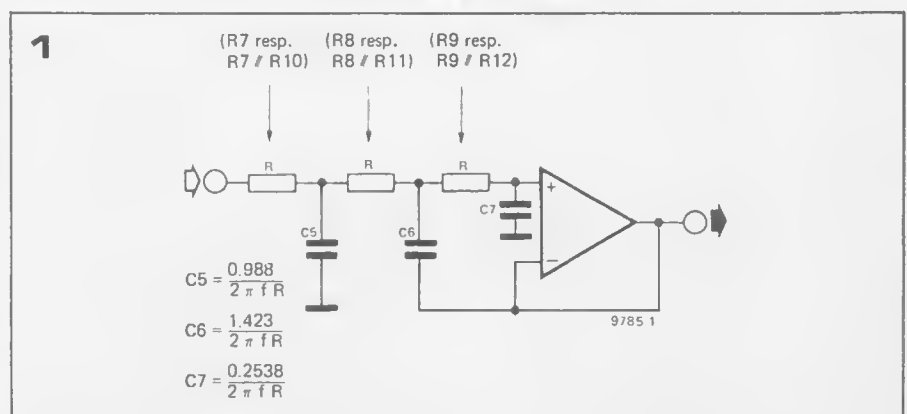 1
(R7 resp. R7 // R10) (R8 resp. R8 // R11) (R9 resp. R9 // R12)
R R R
C5 C6 C7
+
−
C5 = 0.988 / 2 π f R
9785 1
C6 = 1.423 / 2 π f R
C7 = 0.2538 / 2 π f R